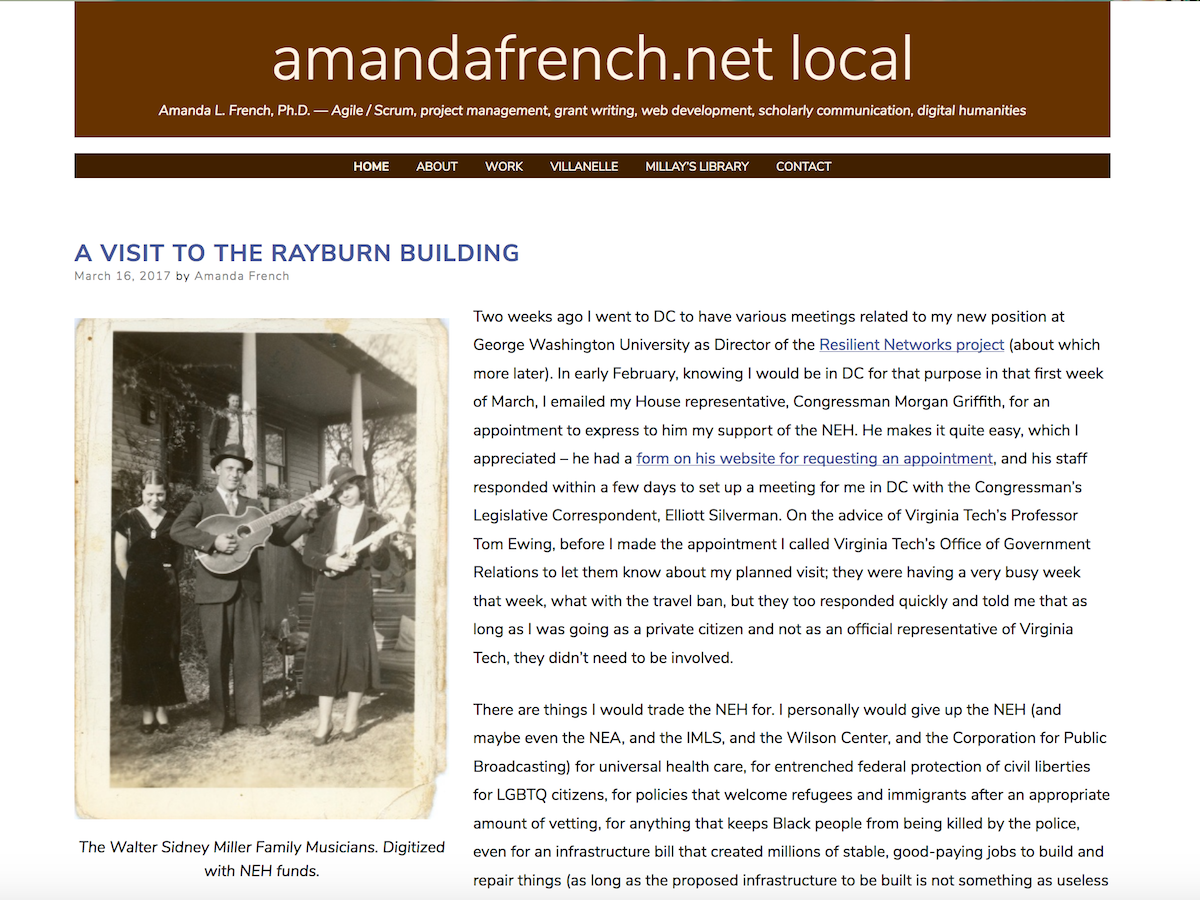 amandafrench.net local
Amanda L. French, Ph.D. — Agile / Scrum, project management, grant writing, web development, scholarly communication, digital humanities
HOME ABOUT WORK VILLANELLE MILLAY'S LIBRARY CONTACT
A VISIT TO THE RAYBURN BUILDING
March 16, 2017 by Amanda French
The Walter Sidney Miller Family Musicians. Digitized
with NEH funds.
Two weeks ago I went to DC to have various meetings related to my new position at
George Washington University as Director of the Resilient Networks project (about which
more later). In early February, knowing I would be in DC for that purpose in that first week
of March, I emailed my House representative, Congressman Morgan Griffith, for an
appointment to express to him my support of the NEH. He makes it quite easy, which I
appreciated – he had a form on his website for requesting an appointment, and his staff
responded within a few days to set up a meeting for me in DC with the Congressman's
Legislative Correspondent, Elliott Silverman. On the advice of Virginia Tech's Professor
Tom Ewing, before I made the appointment I called Virginia Tech's Office of Government
Relations to let them know about my planned visit; they were having a very busy week
that week, what with the travel ban, but they too responded quickly and told me that as
long as I was going as a private citizen and not as an official representative of Virginia
Tech, they didn't need to be involved.
There are things I would trade the NEH for. I personally would give up the NEH (and
maybe even the NEA, and the IMLS, and the Wilson Center, and the Corporation for Public
Broadcasting) for universal health care, for entrenched federal protection of civil liberties
for LGBTQ citizens, for policies that welcome refugees and immigrants after an appropriate
amount of vetting, for anything that keeps Black people from being killed by the police,
even for an infrastructure bill that created millions of stable, good-paying jobs to build and
repair things (as long as the proposed infrastructure to be built is not something as useless